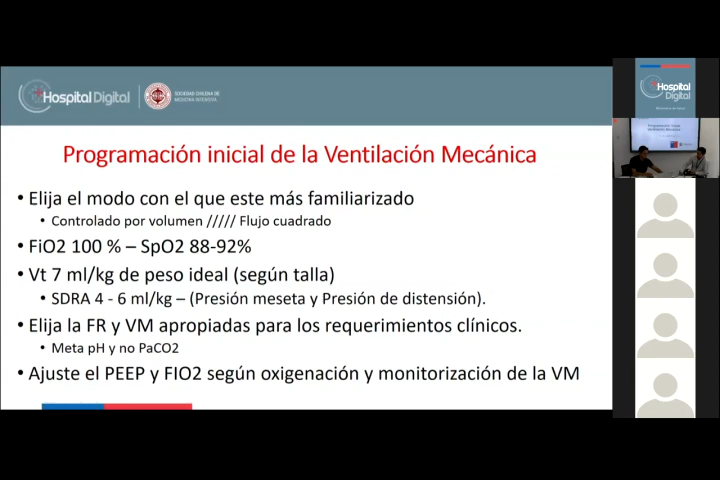 Hospital Digital
SOCIEDAD CHILENA DE
MEDICINA INTENSIVA
Programación inicial de la Ventilación Mecánica
• Elija el modo con el que este más familiarizado
• Controlado por volumen ///// Flujo cuadrado
• FiO2 100 % – SpO2 88-92%
• Vt 7 ml/kg de peso ideal (según talla)
• SDRA 4 - 6 ml/kg – (Presión meseta y Presión de distensión).
• Elija la FR y VM apropiadas para los requerimientos clínicos.
• Meta pH y no PaCO2
• Ajuste el PEEP y FIO2 según oxigenación y monitorización de la VM
Hospital
Digital